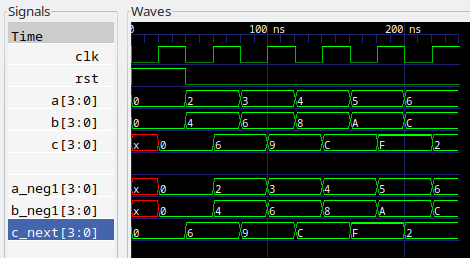 Signals Waves
Time 0 100 ns 200 ns
clk
rst
a[3:0] 0 2 3 4 5 6
b[3:0] 0 4 6 8 A C
c[3:0] x 0 6 9 C F 2
a_neg1[3:0] x 0 2 3 4 5 6
b_neg1[3:0] x 0 4 6 8 A C
c_next[3:0] 0 6 9 C F 2